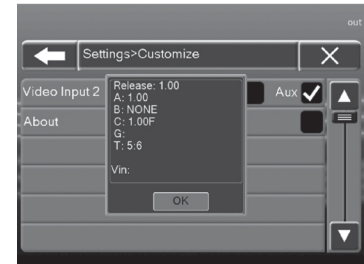 out
Settings>Customize
Video Input 2
Aux
About
Release: 1.00
A: 1.00
B: NONE
C: 1.00F
G:
T: 5:6
Vin:
OK